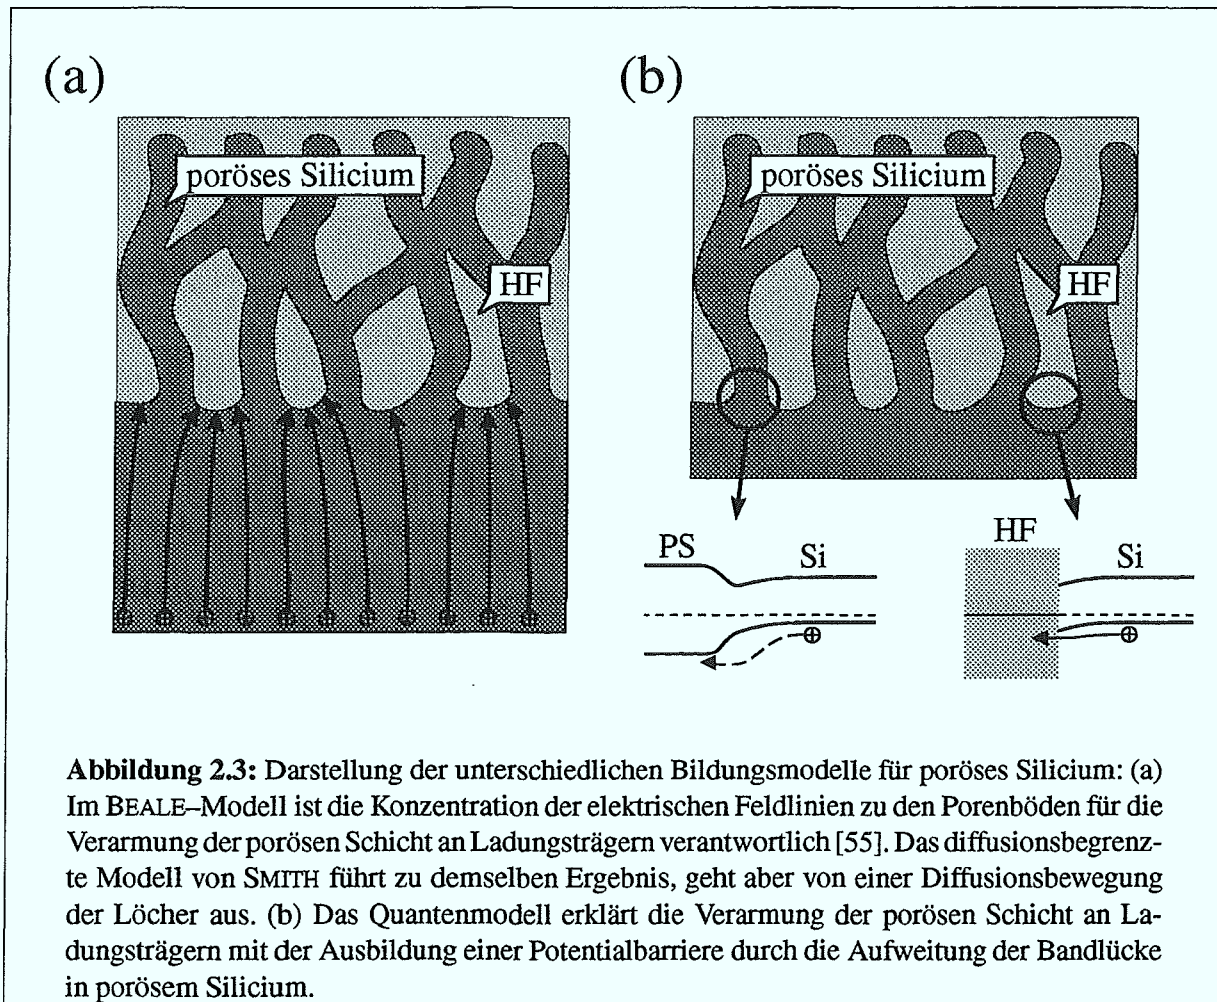 (a)
(b)
poröses Silicium
poröses Silicium
HF
HF
PS
Si
HF
Si
Abbildung 2.3: Darstellung der unterschiedlichen Bildungsmodelle für poröses Silicium: (a)
Im BEALE–Modell ist die Konzentration der elektrischen Feldlinien zu den Porenböden für die
Verarmung der porösen Schicht an Ladungsträgern verantwortlich [55]. Das diffusionsbegrenz-
te Modell von SMITH führt zu demselben Ergebnis, geht aber von einer Diffusionsbewegung
der Löcher aus. (b) Das Quantenmodell erklärt die Verarmung der porösen Schicht an La-
dungsträgern mit der Ausbildung einer Potentialbarriere durch die Aufweitung der Bandlücke
in porösem Silicium.